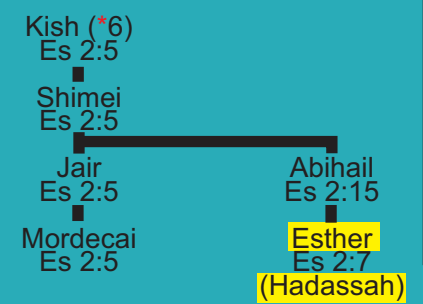 Kish (*6)
Es 2:5
Shimei
Es 2:5
Jair
Es 2:5
Abihail
Es 2:15
Mordecai
Es 2:5
Esther
Es 2:7
(Hadassah)